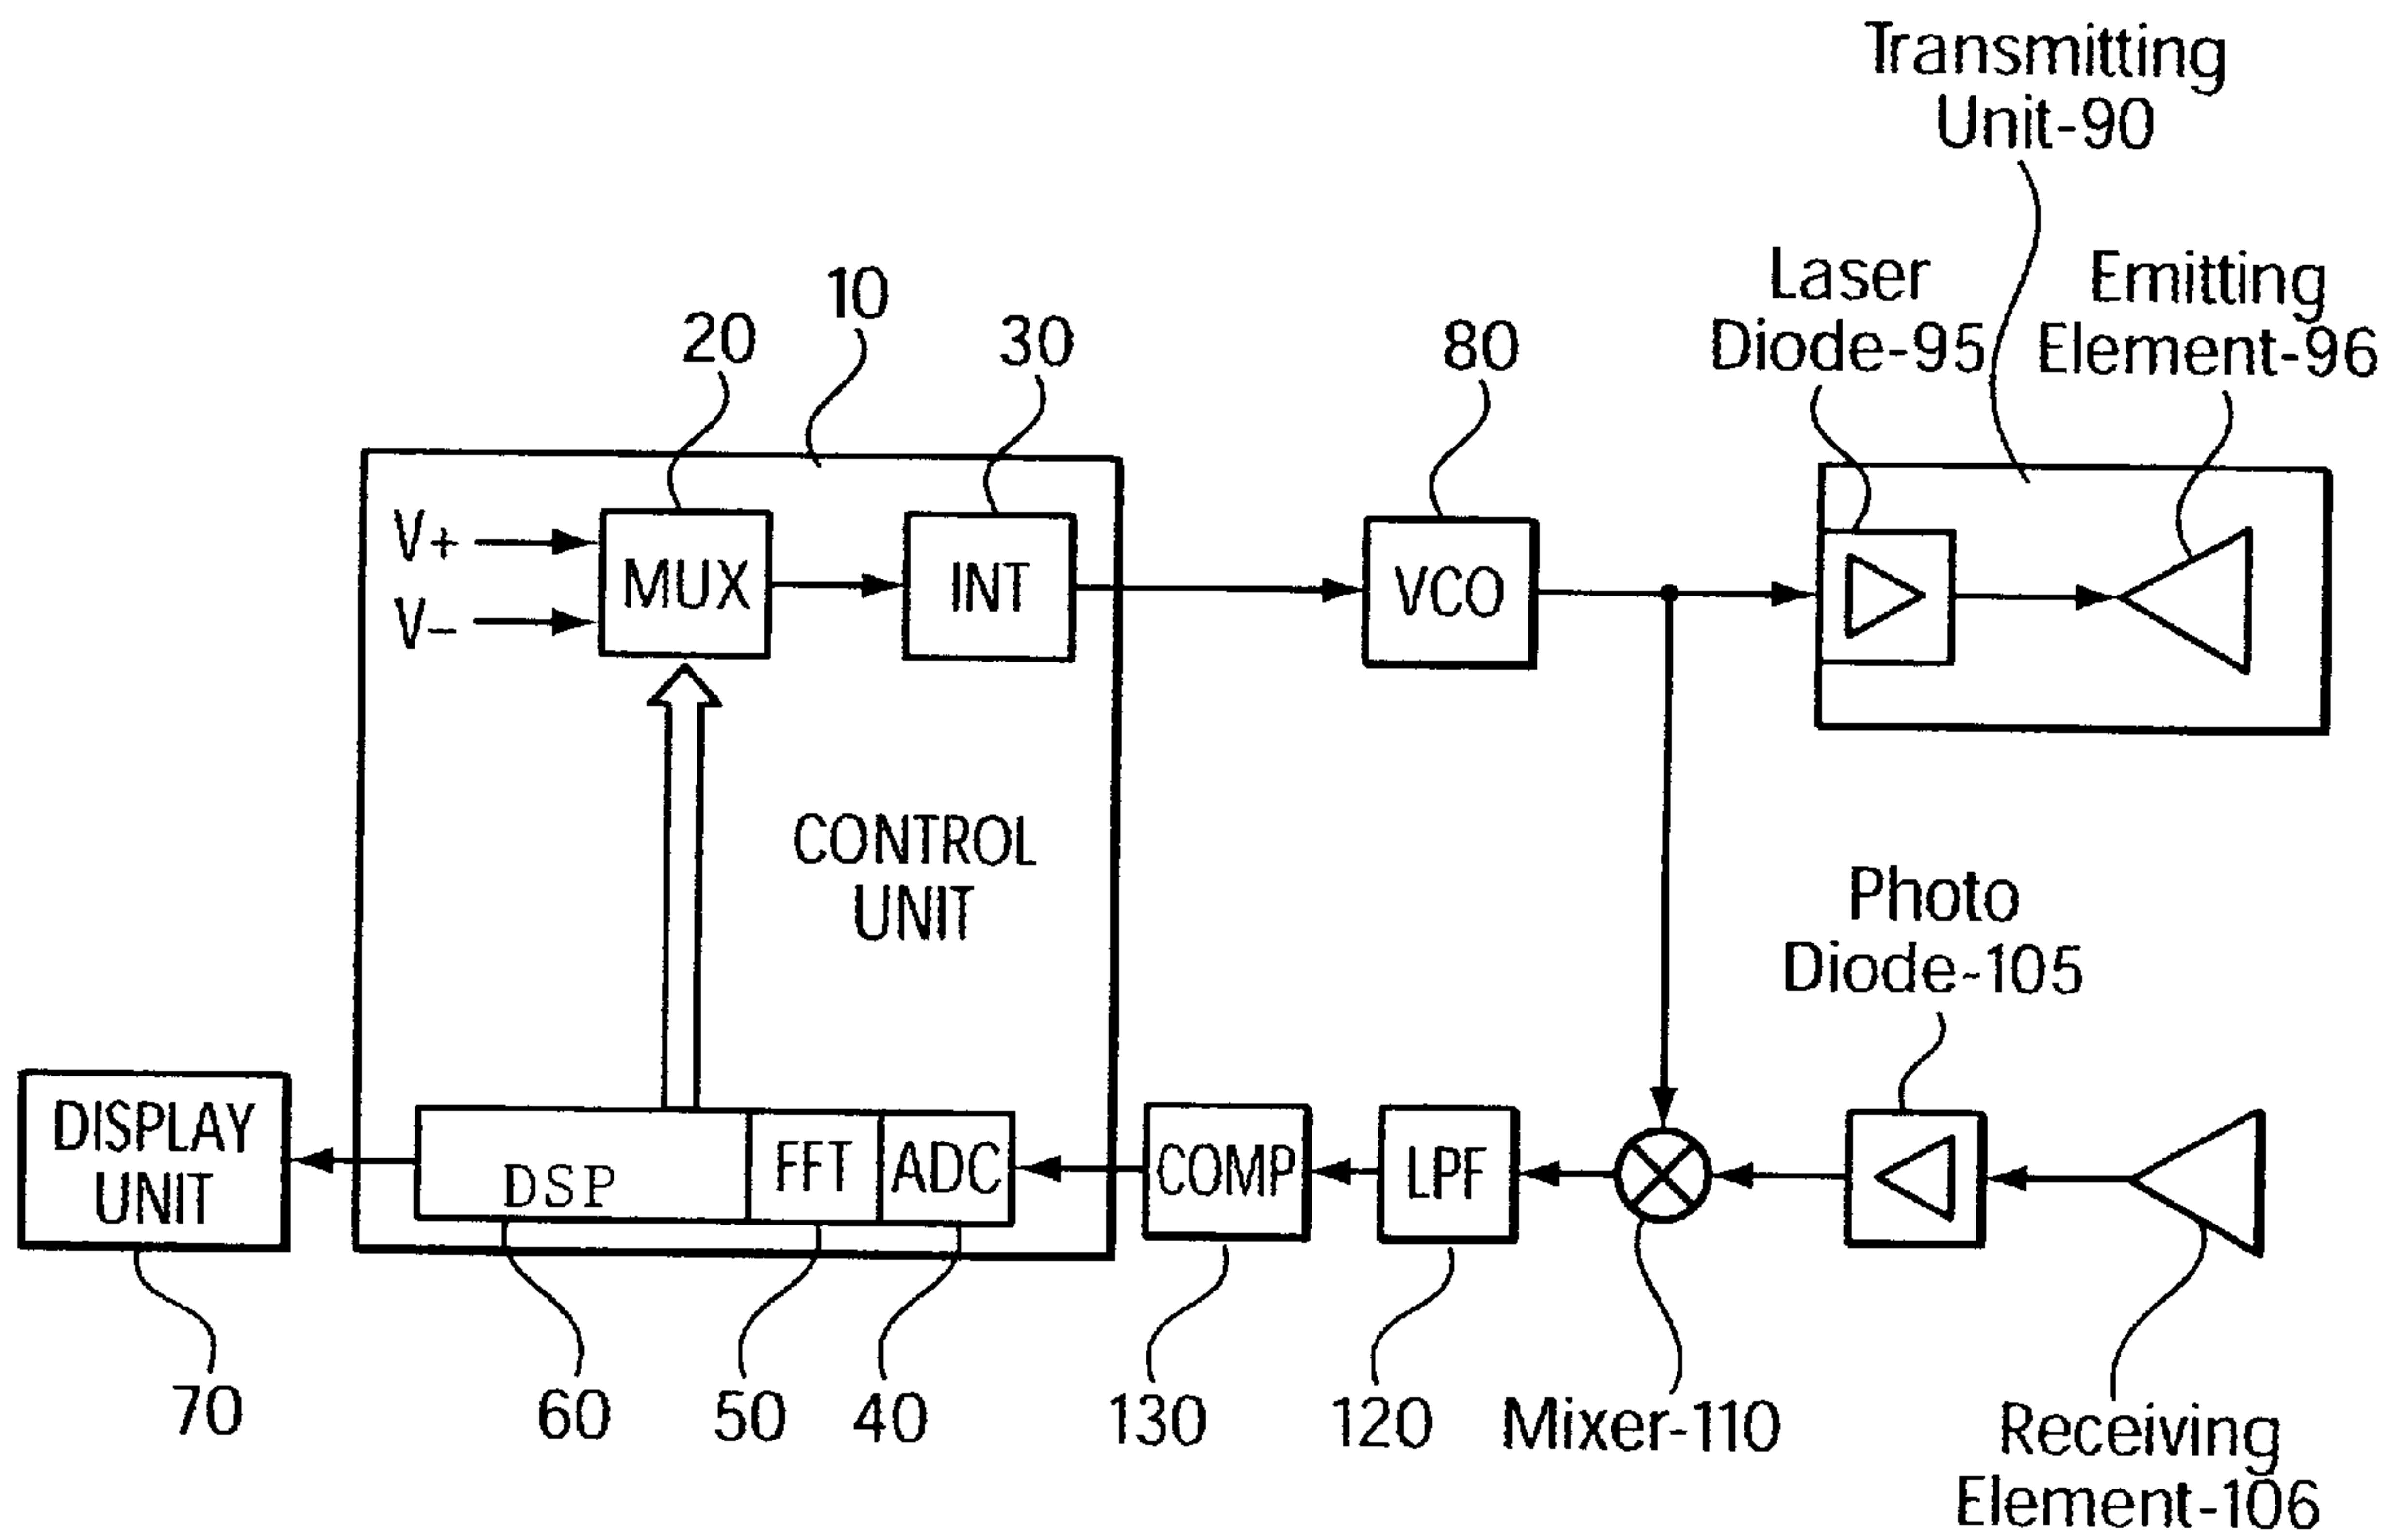 Transmitting
Unit-90
Laser
Diode-95
Emitting
Element-96
10
20
30
80
V+
V-
MUX
INT
VCO
CONTROL
UNIT
Photo
Diode-105
DISPLAY
UNIT
DSP
FFT
ADC
COMP
LPF
70
60
50
40
130
120
Mixer-110
Receiving
Element-106